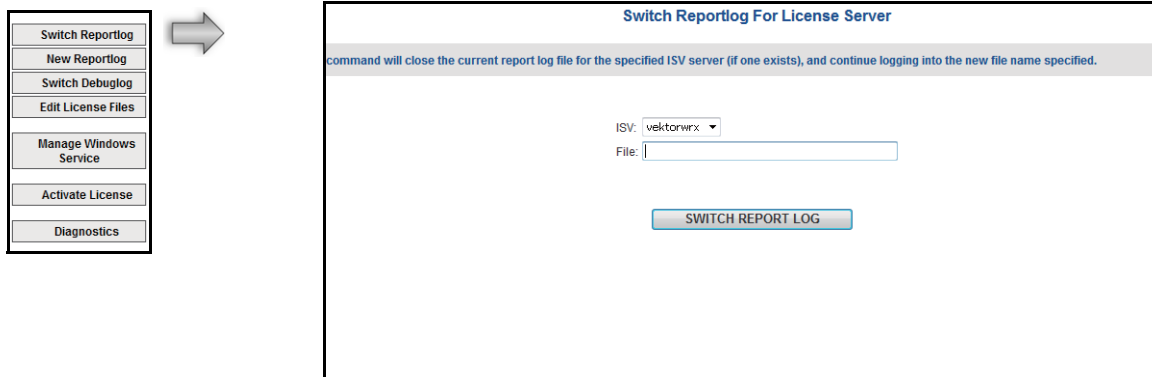 Switch Reportlog
New Reportlog
Switch Debuglog
Edit License Files
Manage Windows
Service
Activate License
Diagnostics
Switch Reportlog For License Server
command will close the current report log file for the specified ISV server (if one exists), and continue logging into the new file name specified.
ISV: vektorwrx
File:
SWITCH REPORT LOG